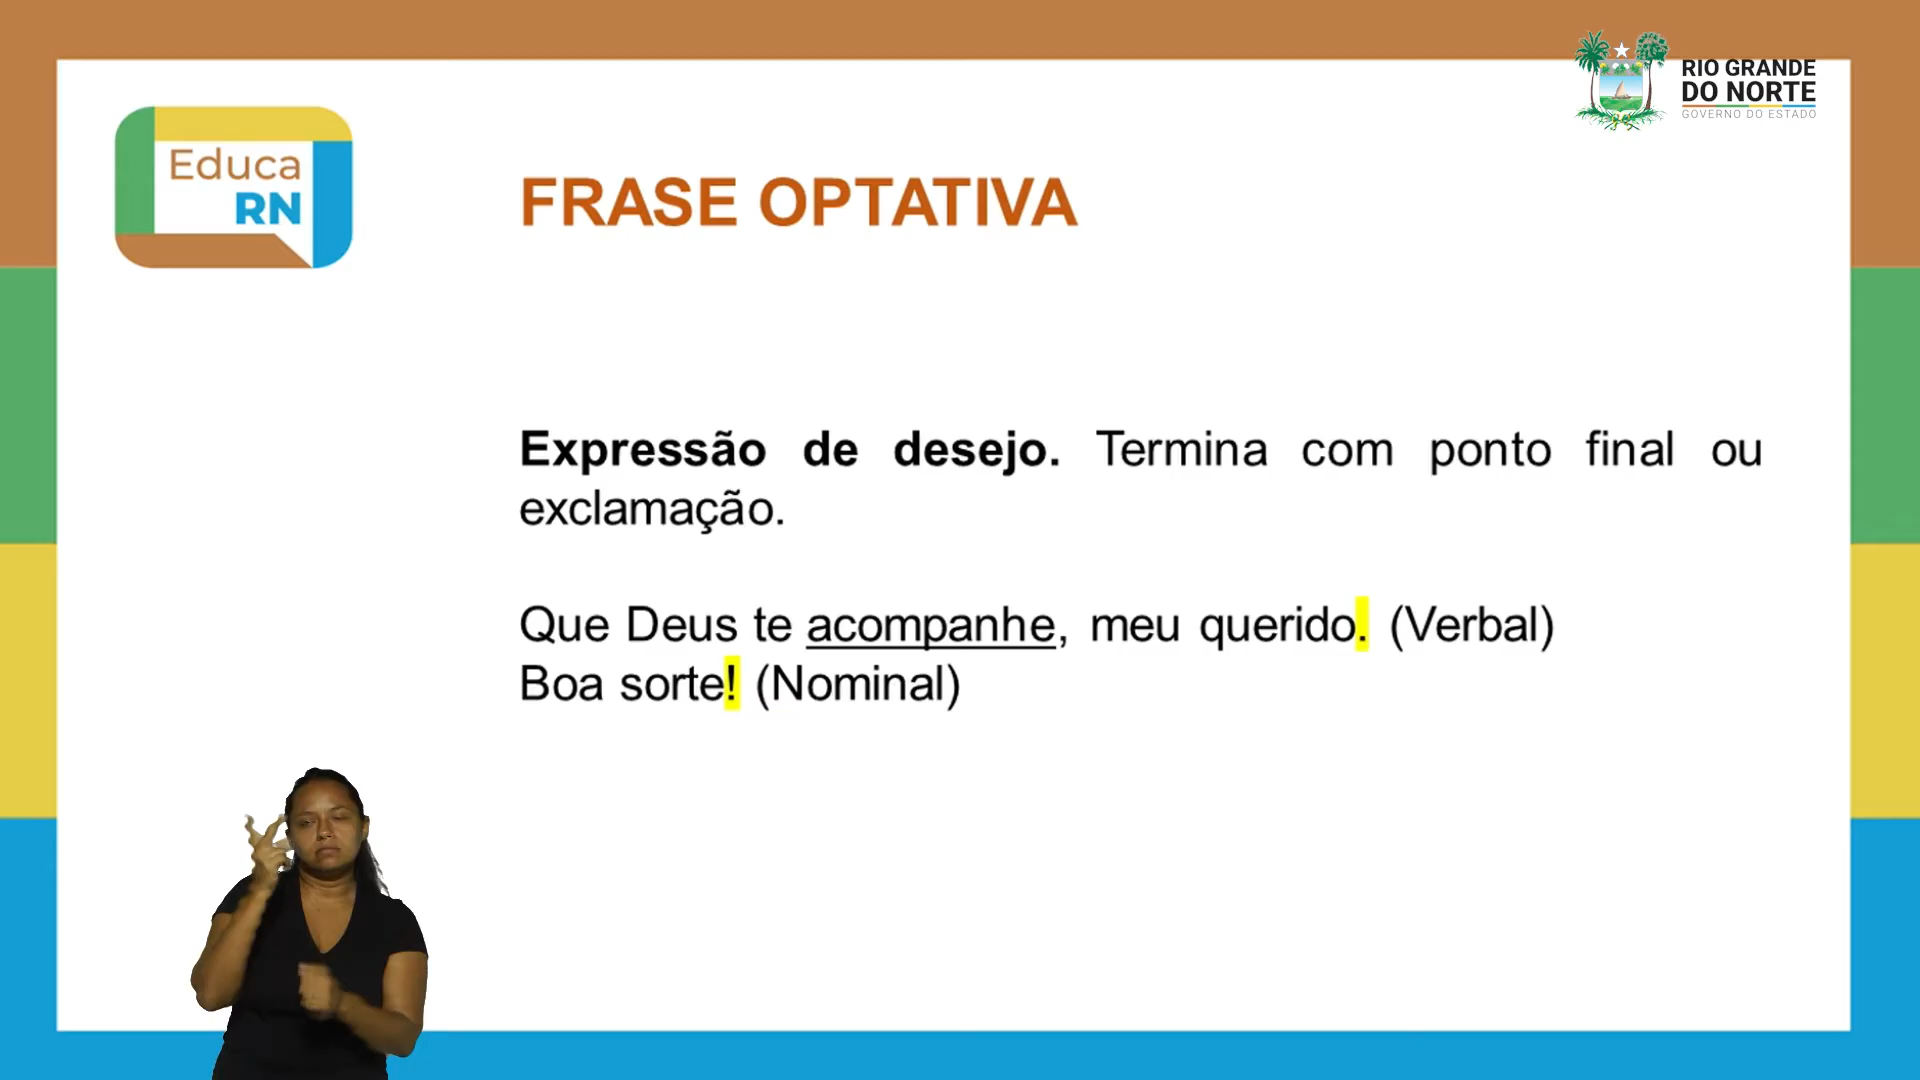 RIO GRANDE
DO NORTE
GOVERNO DO ESTADO
Educa
RN
FRASE OPTATIVA
Expressão de desejo. Termina com ponto final ou
exclamação.
Que Deus te acompanhe, meu querido. (Verbal)
Boa sorte! (Nominal)